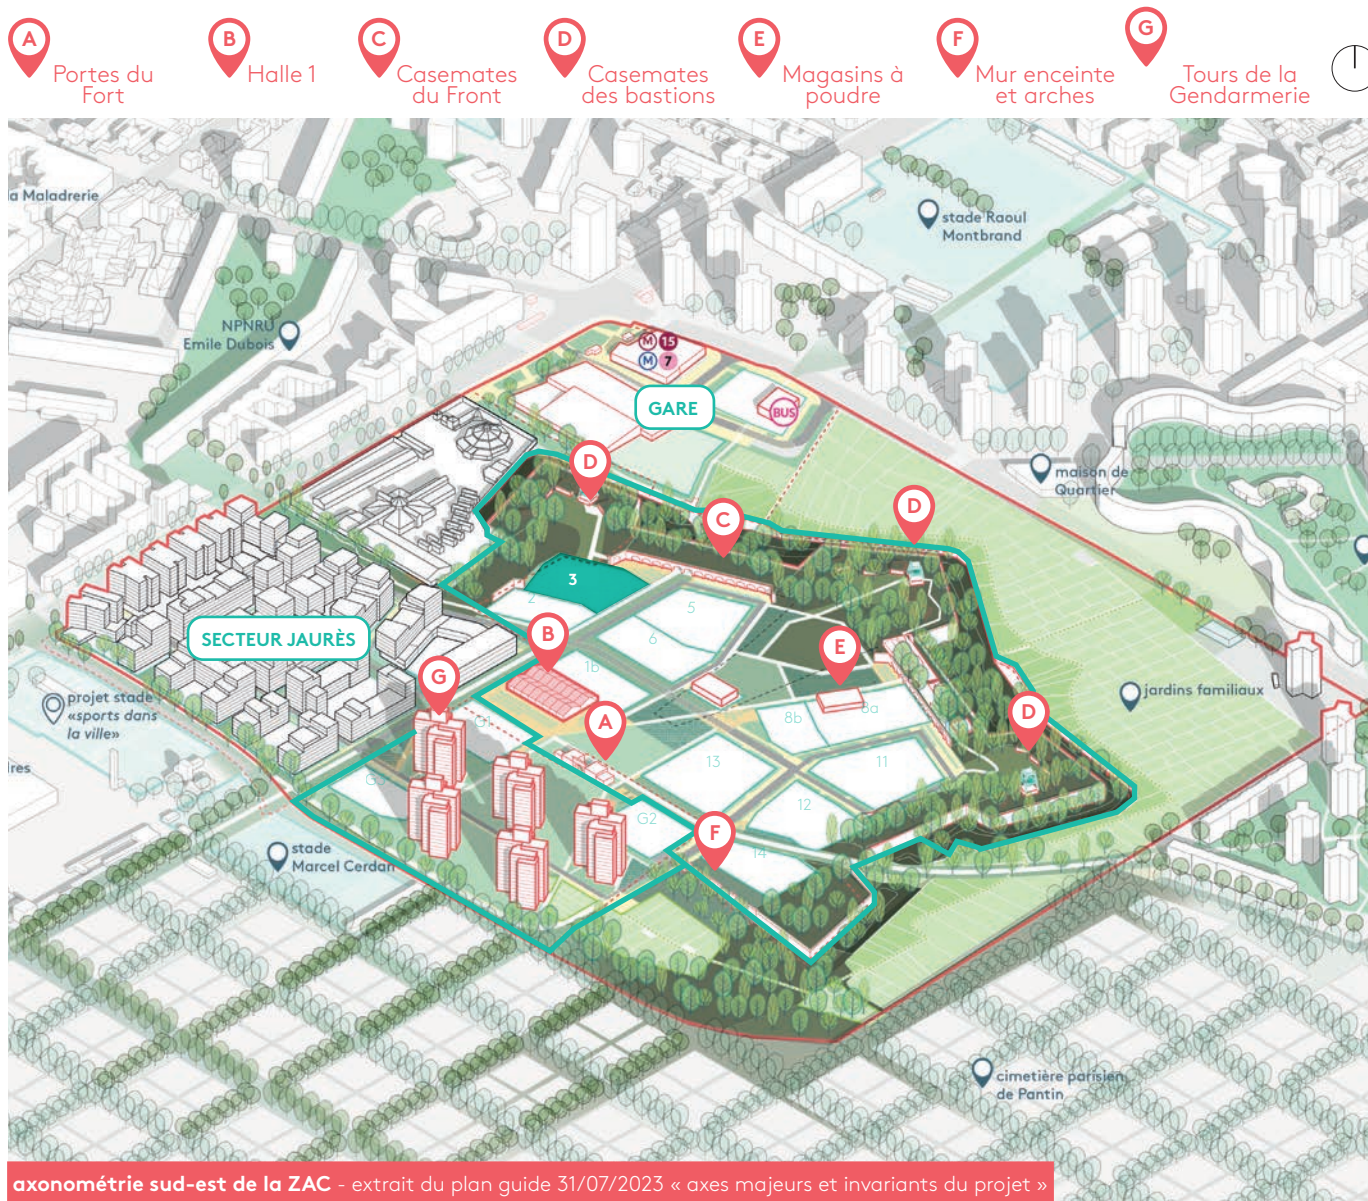 A
Portes du
Fort
B
Halle 1
C
Casemates
du Front
D
Casemates
des bastions
E
Magasins à
poudre
F
Mur enceinte
et arches
G
Tours de la
Gendarmerie
a Maladrerie
stade Raoul
Montbrand
NPNRU
Emile Dubois
M 15
M 7
GARE
BUS
D
maison de
Quartier
C
D
3
2
5
6
SECTEUR JAURÈS
B
1b
E
G
projet stade
«sports dans
la ville»
jardins familiaux
G1
A
8b
8a
D
13
11
G3
12
G2
F
14
ires
stade
Marcel Cerdan
cimetière parisien
de Pantin
axonométrie sud-est de la ZAC - extrait du plan guide 31/07/2023 « axes majeurs et invariants du projet »